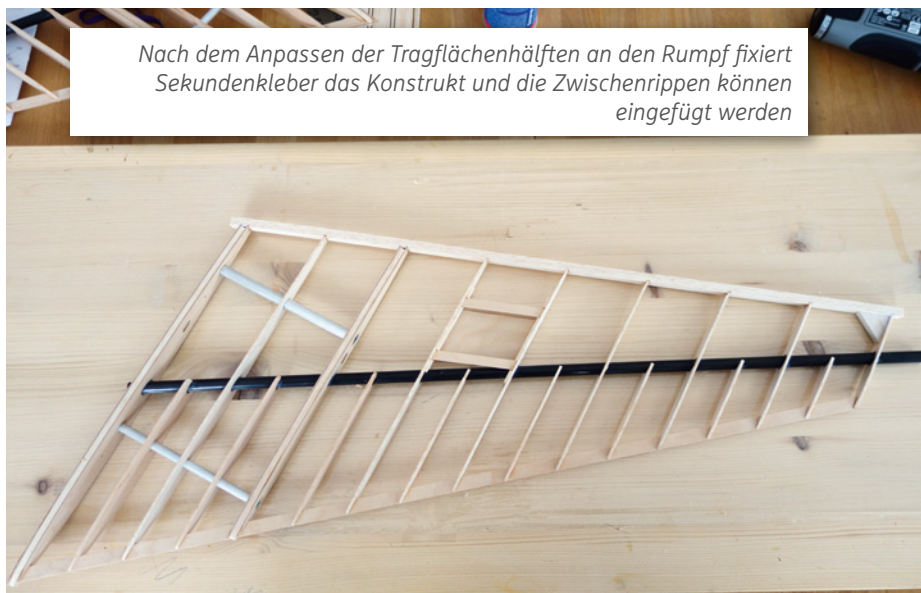 Nach dem Anpassen der Tragflächenhälften an den Rumpf fixiert
Sekundenkleber das Konstrukt und die Zwischenrippen können
eingefügt werden